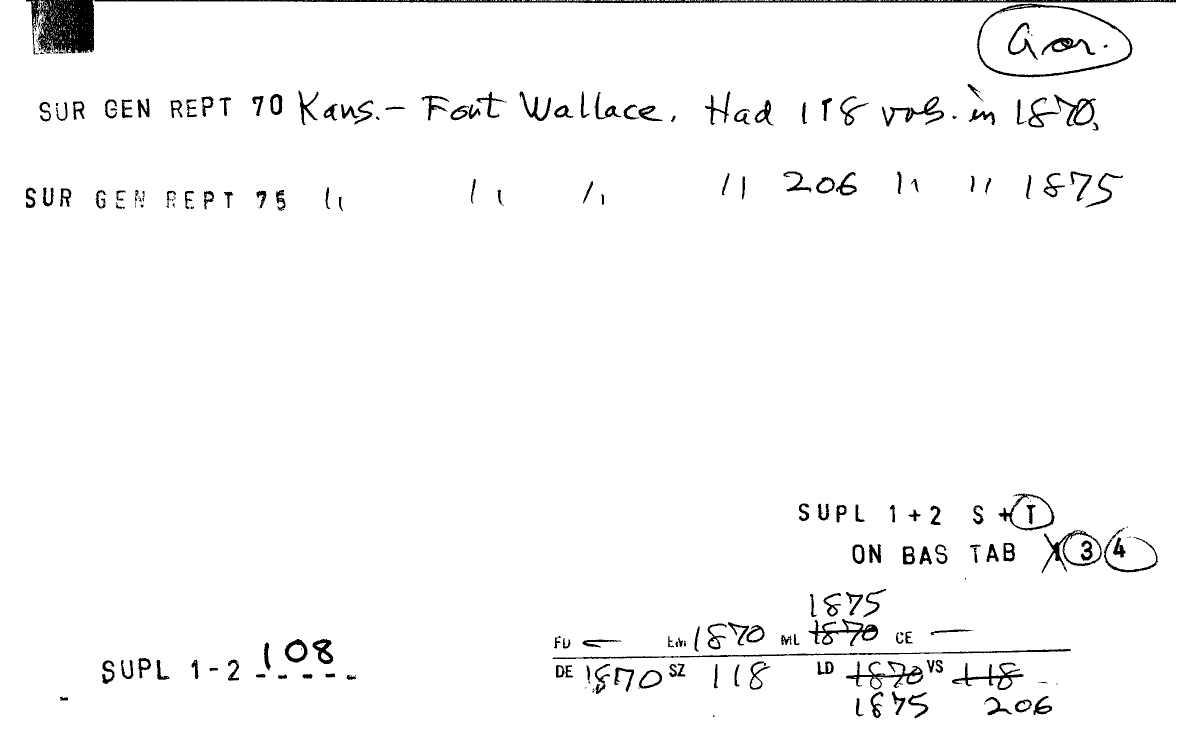 Gov.
SUR GEN REPT 70 Kans. - Fort Wallace. Had 118 vols. in 1870,
SUR GEN REPT 75 " " " " 206 " " 1875
SUPL 1+2 S+T
ON BAS TAB 1 3 4
1875
FD — EM 1870 ML 1870 CE —
SUPL 1-2 108
DE 1870 SZ 118 LD 1870 VS 118
1875 206